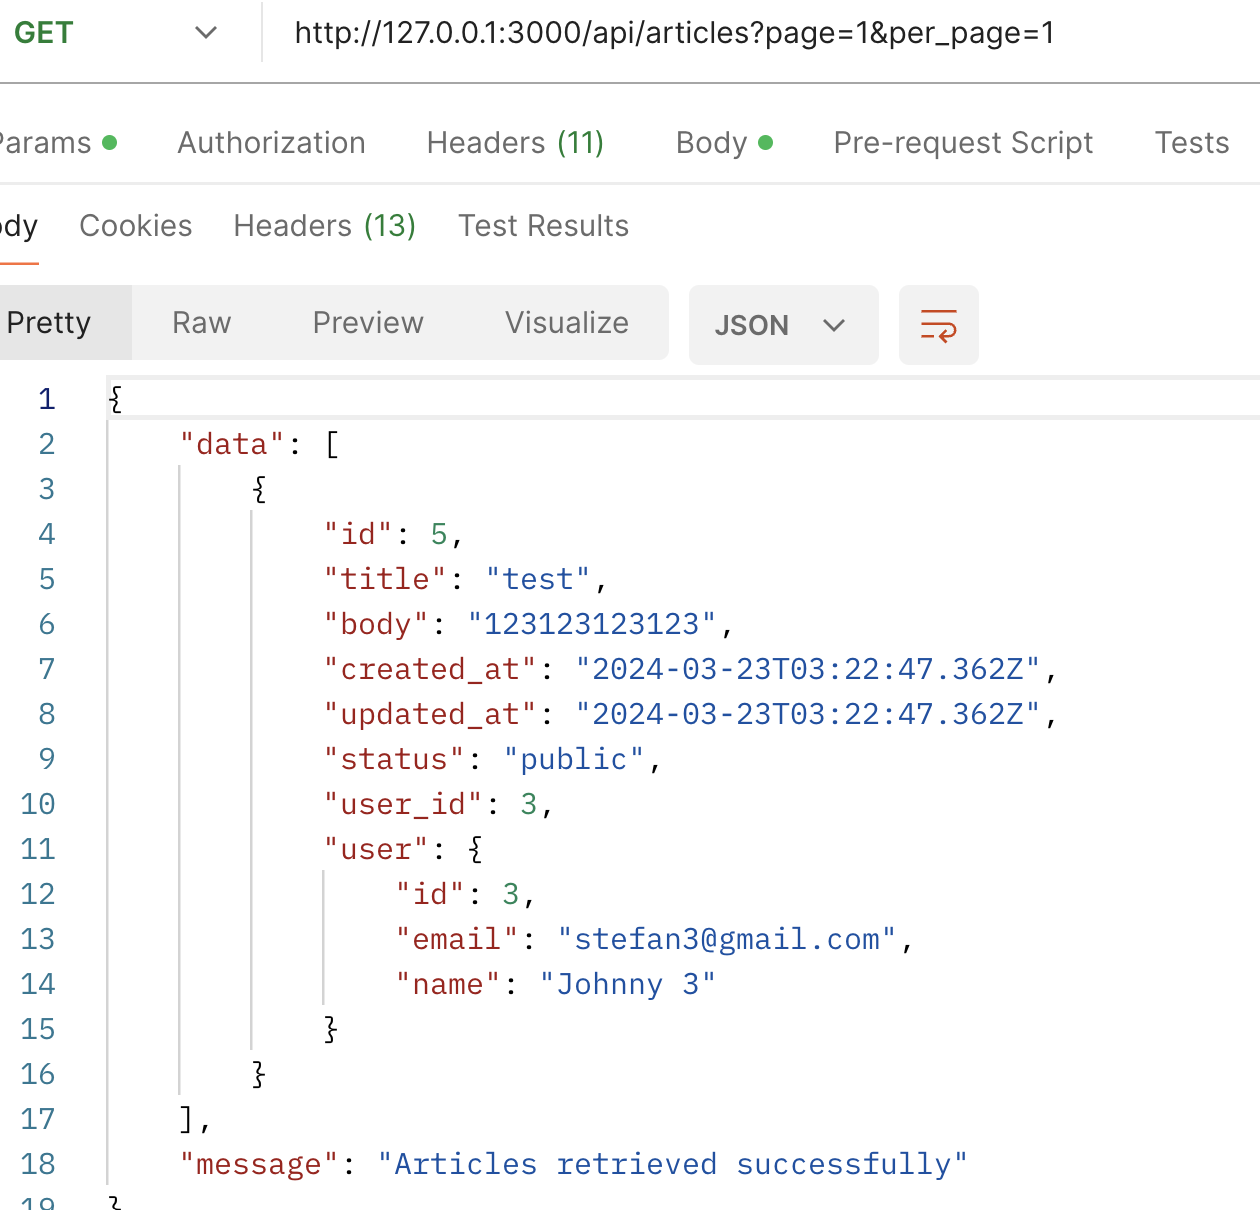 GET http://127.0.0.1:3000/api/articles?page=1&per_page=1
Params Authorization Headers (11) Body Pre-request Script Tests
ody Cookies Headers (13) Test Results
Pretty Raw Preview Visualize JSON
1 {
2 "data": [
3 {
4 "id": 5,
5 "title": "test",
6 "body": "123123123123",
7 "created_at": "2024-03-23T03:22:47.362Z",
8 "updated_at": "2024-03-23T03:22:47.362Z",
9 "status": "public",
10 "user_id": 3,
11 "user": {
12 "id": 3,
13 "email": "stefan3@gmail.com",
14 "name": "Johnny 3"
15 }
16 }
17 ],
18 "message": "Articles retrieved successfully"
19 }